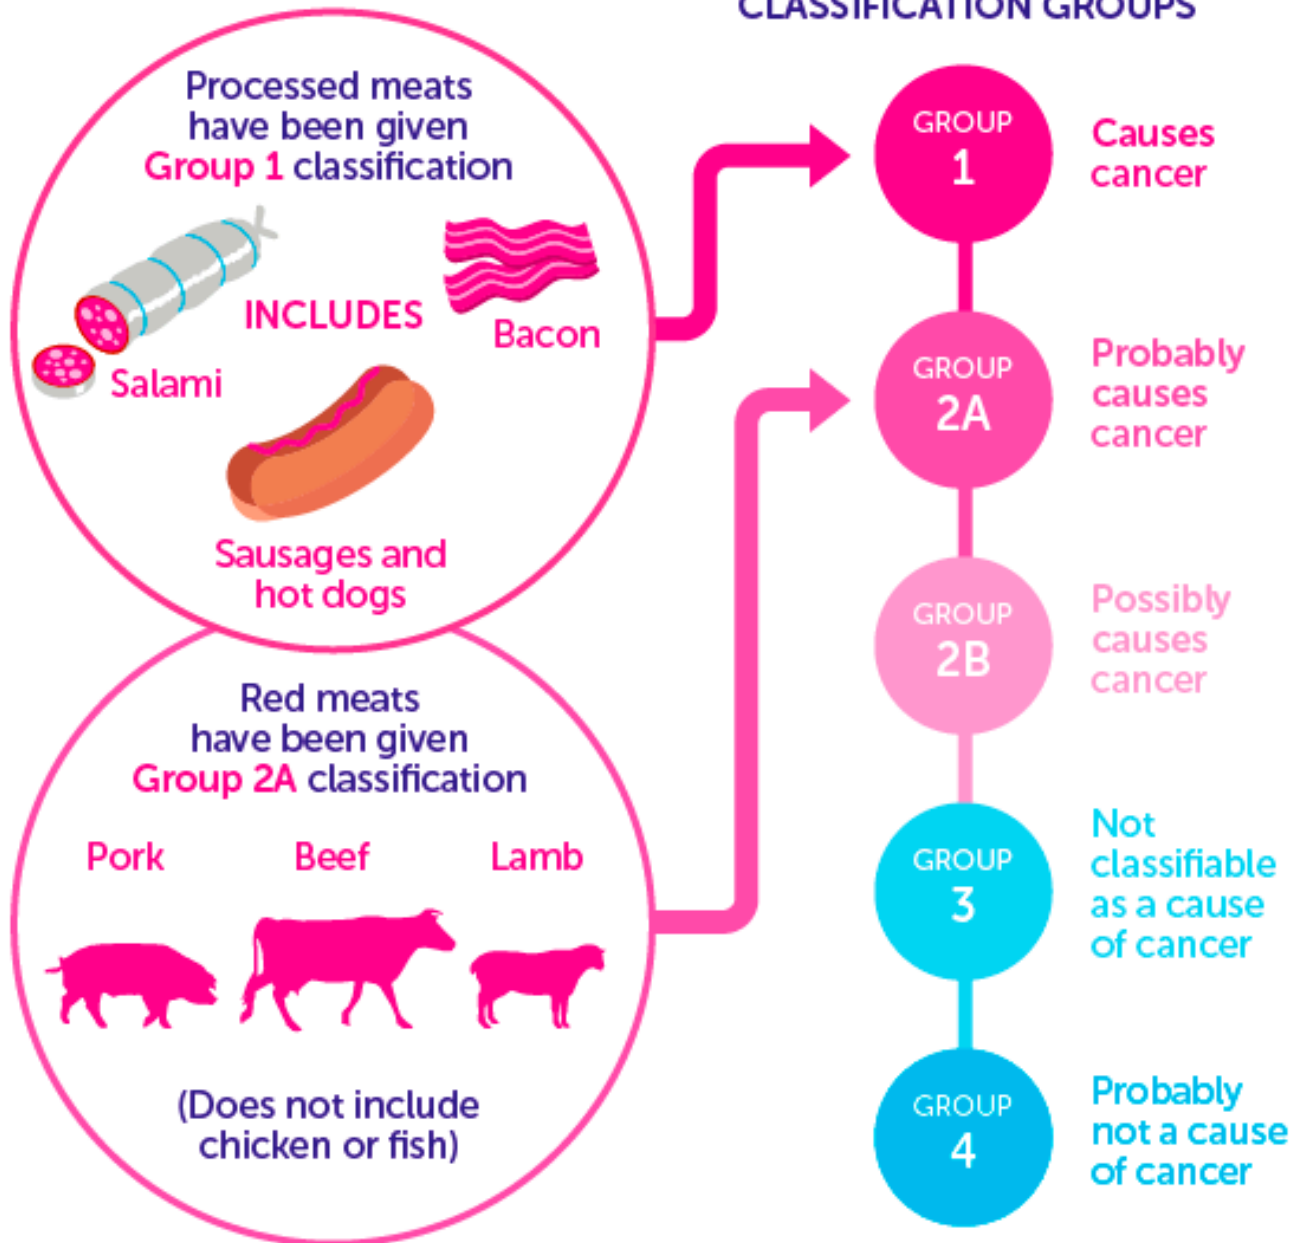 CLASSIFICATION GROUPS
Processed meats
have been given
Group 1 classification
INCLUDES
Salami
Bacon
Sausages and
hot dogs
Red meats
have been given
Group 2A classification
Pork
Beef
Lamb
(Does not include
chicken or fish)
GROUP
1
Causes
cancer
GROUP
2A
Probably
causes
cancer
GROUP
2B
Possibly
causes
cancer
GROUP
3
Not
classifiable
as a cause
of cancer
GROUP
4
Probably
not a cause
of cancer